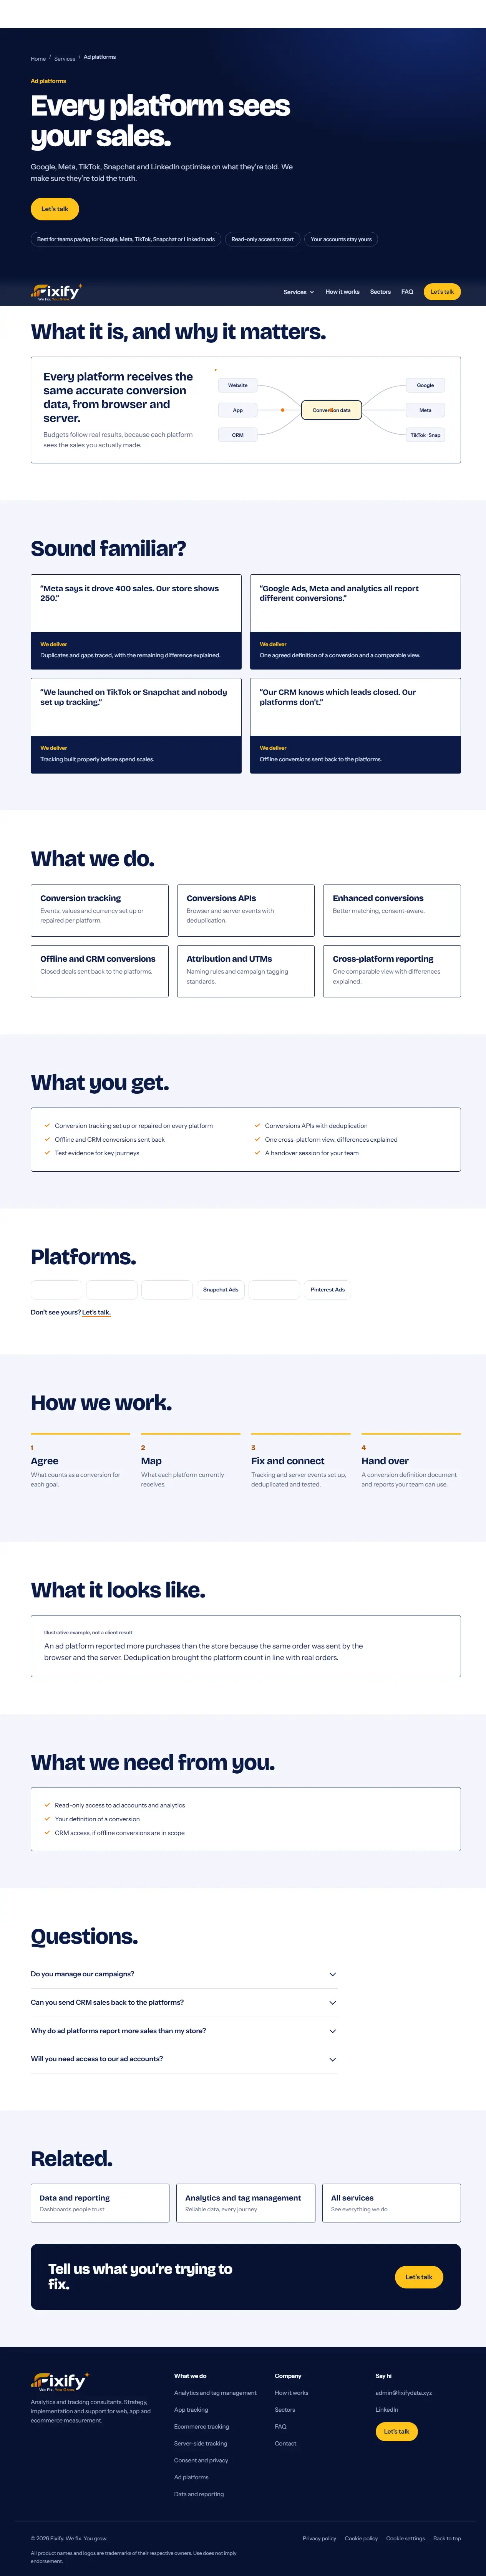 Home / Services / Ad platforms
Ad platforms
Every platform sees
your sales.
Google, Meta, TikTok, Snapchat and LinkedIn optimise on what they're told. We
make sure they're told the truth.
Let's talk
Best for teams paying for Google, Meta, TikTok, Snapchat or LinkedIn ads
Read-only access to start
Your accounts stay yours
Fixify
We Fix, You Grow.
Services
How it works
Sectors
FAQ
Let's talk
What it is, and why it matters.
Every platform receives the
same accurate conversion
data, from browser and
server.
Budgets follow real results, because each platform
sees the sales you actually made.
Website
App
CRM
Conversion data
Google
Meta
TikTok · Snap
Sound familiar?
"Meta says it drove 400 sales. Our store shows
250."
We deliver
Duplicates and gaps traced, with the remaining difference explained.
"Google Ads, Meta and analytics all report
different conversions."
We deliver
One agreed definition of a conversion and a comparable view.
"We launched on TikTok or Snapchat and nobody
set up tracking."
We deliver
Tracking built properly before spend scales.
"Our CRM knows which leads closed. Our
platforms don't."
We deliver
Offline conversions sent back to the platforms.
What we do.
Conversion tracking
Events, values and currency set up or
repaired per platform.
Conversions APIs
Browser and server events with
deduplication.
Enhanced conversions
Better matching, consent-aware.
Offline and CRM conversions
Closed deals sent back to the platforms.
Attribution and UTMs
Naming rules and campaign tagging
standards.
Cross-platform reporting
One comparable view with differences
explained.
What you get.
Conversion tracking set up or repaired on every platform
Conversions APIs with deduplication
Offline and CRM conversions sent back
One cross-platform view, differences explained
Test evidence for key journeys
A handover session for your team
Platforms.
Snapchat Ads
Pinterest Ads
Don't see yours? Let's talk.
How we work.
1
Agree
What counts as a conversion for
each goal.
2
Map
What each platform currently
receives.
3
Fix and connect
Tracking and server events set up,
deduplicated and tested.
4
Hand over
A conversion definition document
and reports your team can use.
What it looks like.
Illustrative example, not a client result
An ad platform reported more purchases than the store because the same order was sent by the
browser and the server. Deduplication brought the platform count in line with real orders.
What we need from you.
Read-only access to ad accounts and analytics
Your definition of a conversion
CRM access, if offline conversions are in scope
Questions.
Do you manage our campaigns?
Can you send CRM sales back to the platforms?
Why do ad platforms report more sales than my store?
Will you need access to our ad accounts?
Related.
Data and reporting
Dashboards people trust
Analytics and tag management
Reliable data, every journey
All services
See everything we do
Tell us what you're trying to
fix.
Let's talk
Fixify
We Fix, You Grow.
Analytics and tracking consultants. Strategy,
implementation and support for web, app and
ecommerce measurement.
What we do
Analytics and tag management
App tracking
Ecommerce tracking
Server-side tracking
Consent and privacy
Ad platforms
Data and reporting
Company
How it works
Sectors
FAQ
Contact
Say hi
admin@fixifydata.xyz
LinkedIn
Let's talk
© 2026 Fixify. We fix. You grow.
Privacy policy
Cookie policy
Cookie settings
Back to top
All product names and logos are trademarks of their respective owners. Use does not imply
endorsement.